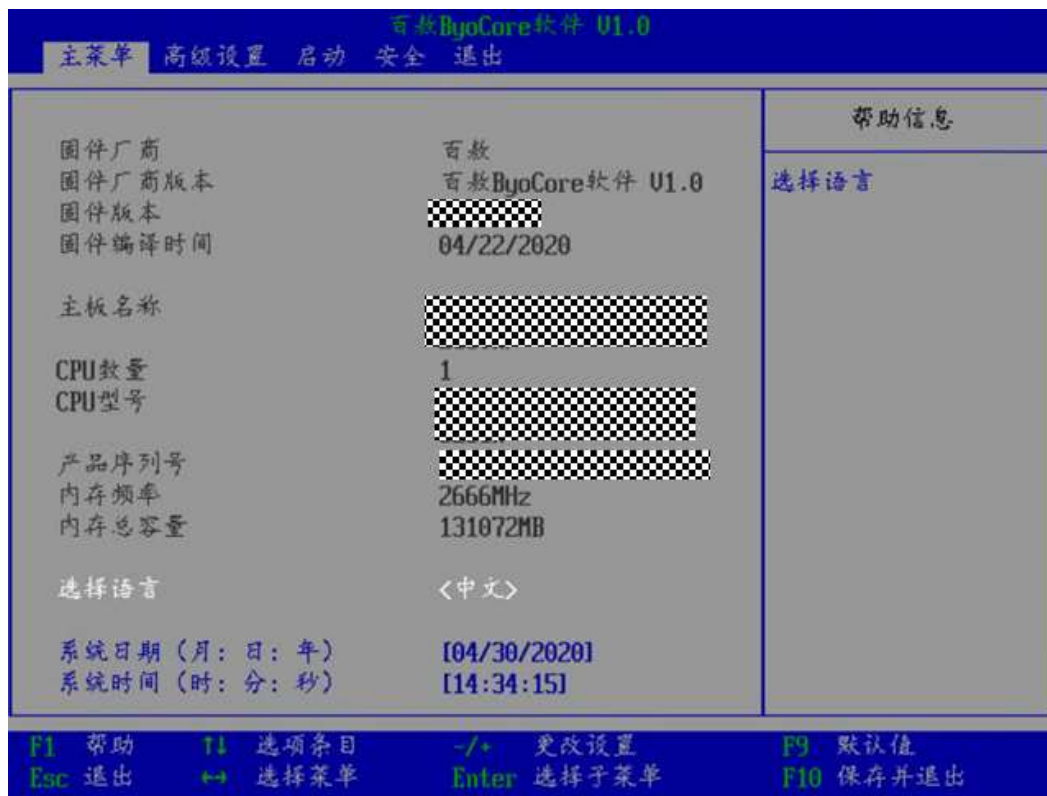 百敖ByoCore软件 V1.0
主菜单 高级设置 启动 安全 退出
帮助信息
固件厂商 百敖
固件厂商版本 百敖ByoCore软件 V1.0
选择语言
固件版本
固件编译时间 04/22/2020
主板名称
CPU数量 1
CPU型号
产品序列号
内存频率 2666MHz
内存总容量 131072MB
选择语言 <中文>
系统日期（月：日：年） [04/30/2020]
系统时间（时：分：秒） [14:34:15]
F1 帮助 ↑↓ 选项条目 -/+ 更改设置 F9 默认值
Esc 退出 ↔ 选择菜单 Enter 选择子菜单 F10 保存并退出